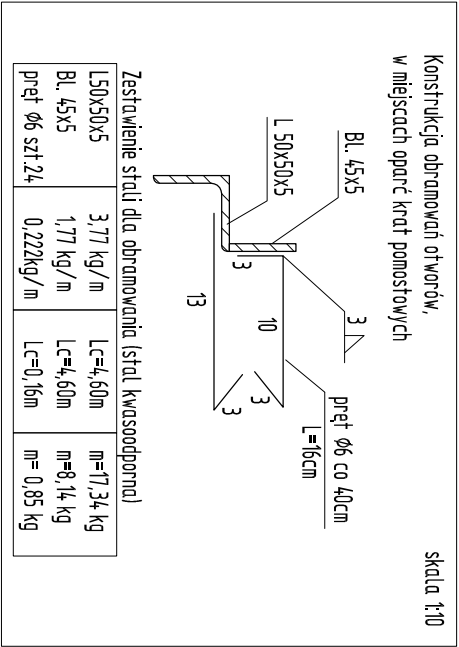 Konstrukcja obramowań otworów,
w miejscach oparć krat pomostowych
skala 1:10
BL. 45x5
L 50x50x5
3
pręt Ø6 co 40cm
L=16cm
3
10
3
13
3
Zestawienie stali dla obramowania (stal kwasoodporna)
L50x50x5 3,77 kg/m Lc=4,60m m=17,34 kg
BL. 45x5 1,77 kg/m Lc=4,60m m=8,14 kg
pręt Ø6 szt.24 0,222kg/m Lc=0,16m m= 0,85 kg